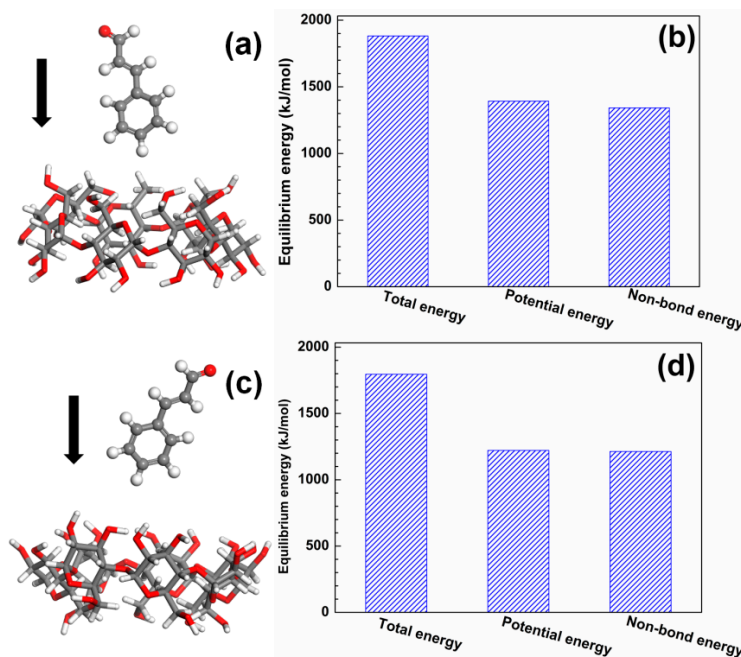 (a)
(b)
Equilibrium energy (kJ/mol)
2000
1500
1000
500
0
Total energy
Potential energy
Non-bond energy
(c)
(d)
Equilibrium energy (kJ/mol)
2000
1500
1000
500
0
Total energy
Potential energy
Non-bond energy